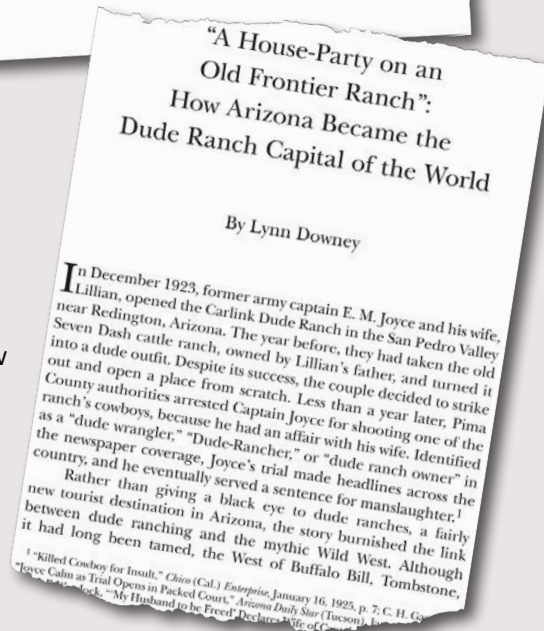 "A House-Party on an
Old Frontier Ranch":
How Arizona Became the
Dude Ranch Capital of the World
By Lynn Downey
In December 1923, former army captain E. M. Joyce and his wife,
Lillian, opened the Carlink Dude Ranch in the San Pedro Valley
near Redington, Arizona. The year before, they had taken the old
Seven Dash cattle ranch, owned by Lillian's father, and turned it
into a dude outfit. Despite its success, the couple decided to strike
out and open a place from scratch. Less than a year later, Pima
County authorities arrested Captain Joyce for shooting one of the
ranch's cowboys, because he had an affair with his wife. Identified
as a "dude wrangler," "Dude-Rancher," or "dude ranch owner" in
the newspaper coverage, Joyce's trial made headlines across the
country, and he eventually served a sentence for manslaughter.¹
Rather than giving a black eye to dude ranches, a fairly
new tourist destination in Arizona, the story burnished the link
between dude ranching and the mythic Wild West. Although
it had long been tamed, the West of Buffalo Bill, Tombstone,
¹ "Killed Cowboy for Insult," Chico (Cal.) Enterprise, January 16, 1925, p. 7; C. H.
"Joyce Calm as Trial Opens in Packed Court," Arizona Daily Star (Tucson),
"'My Husband to be Freed' Declares Wife of